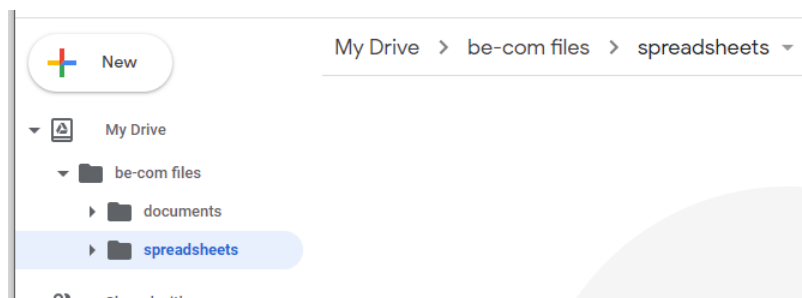 New
My Drive > be-com files > spreadsheets
My Drive
be-com files
documents
spreadsheets